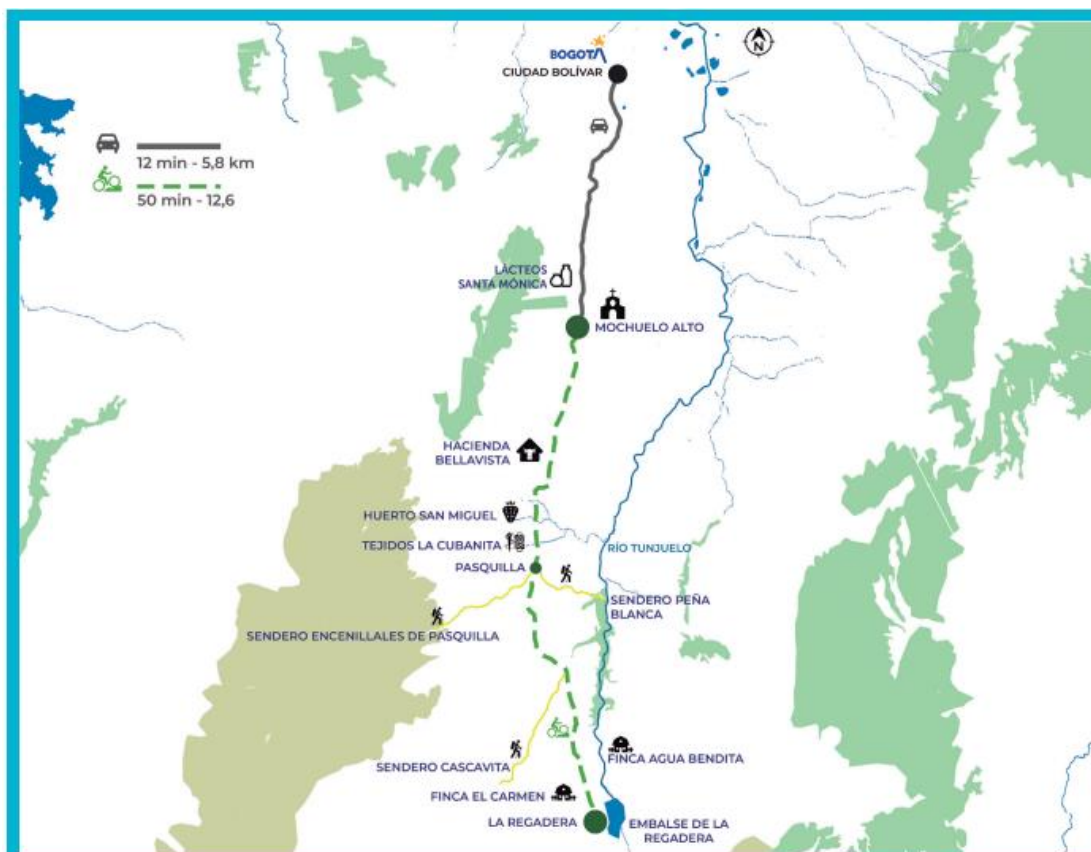 N
BOGOTÁ
CIUDAD BOLÍVAR
12 min - 5,8 km
50 min - 12,6
LÁCTEOS
SANTA MÓNICA
MOCHUELO ALTO
HACIENDA
BELLAVISTA
HUERTO SAN MIGUEL
TEJIDOS LA CUBANITA
RÍO TUNJUELO
PASQUILLA
SENDERO PEÑA
BLANCA
SENDERO ENCENILLALES DE PASQUILLA
FINCA AGUA BENDITA
SENDERO CASCAVITA
FINCA EL CARMEN
LA REGADERA
EMBALSE DE LA
REGADERA